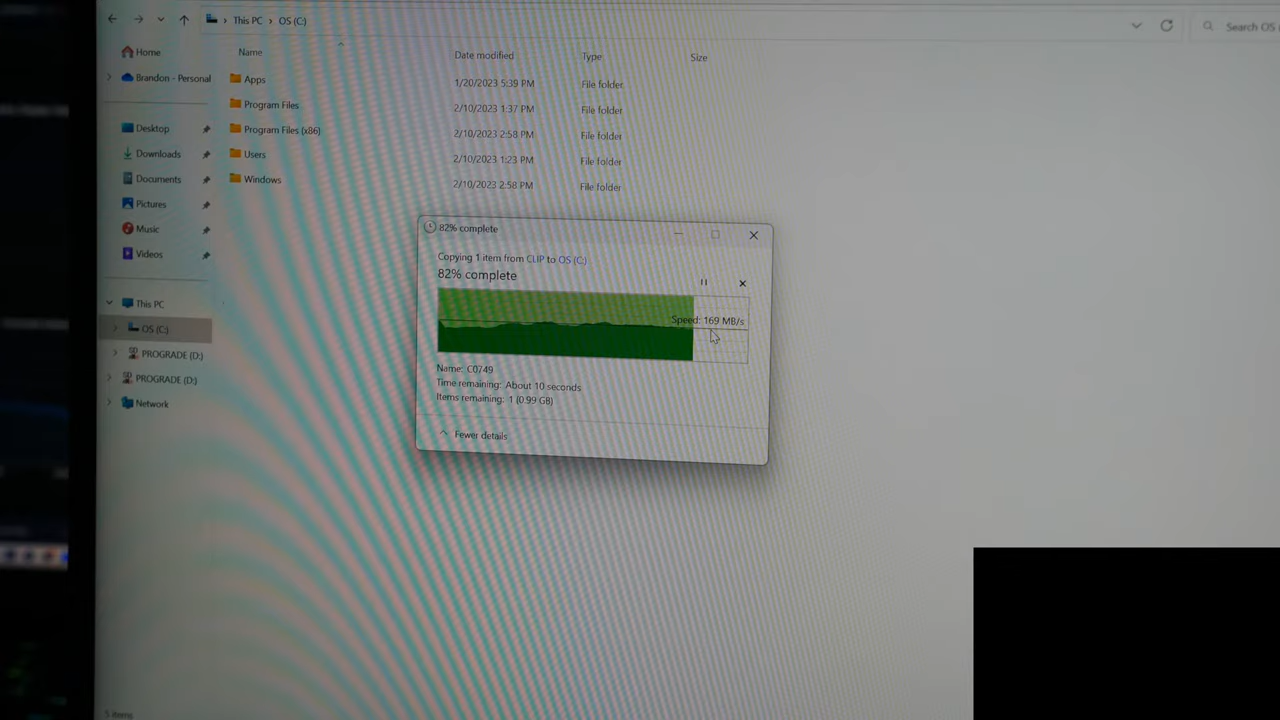 This PC > OS (C:)
Search OS
Home
Brandon - Personal
Desktop
Downloads
Documents
Pictures
Music
Videos
This PC
OS (C:)
PROGRADE (D:)
PROGRADE (D:)
Network
Name Date modified Type Size
Apps 1/20/2023 5:39 PM File folder
Program Files 2/10/2023 1:37 PM File folder
Program Files (x86) 2/10/2023 2:58 PM File folder
Users 2/10/2023 1:23 PM File folder
Windows 2/10/2023 2:58 PM File folder
82% complete
Copying 1 item from CLIP to OS (C:)
82% complete
Speed: 169 MB/s
Name: C0749
Time remaining: About 10 seconds
Items remaining: 1 (0.99 GB)
Fewer details
5 items